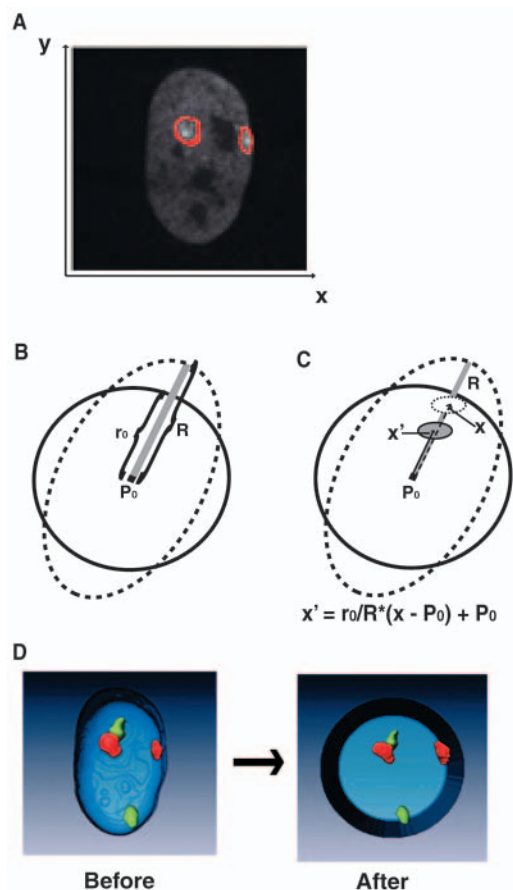 A
y
x
B
r₀
R
P₀
C
R
x'
x
P₀
x' = r₀/R*(x - P₀) + P₀
D
Before
After